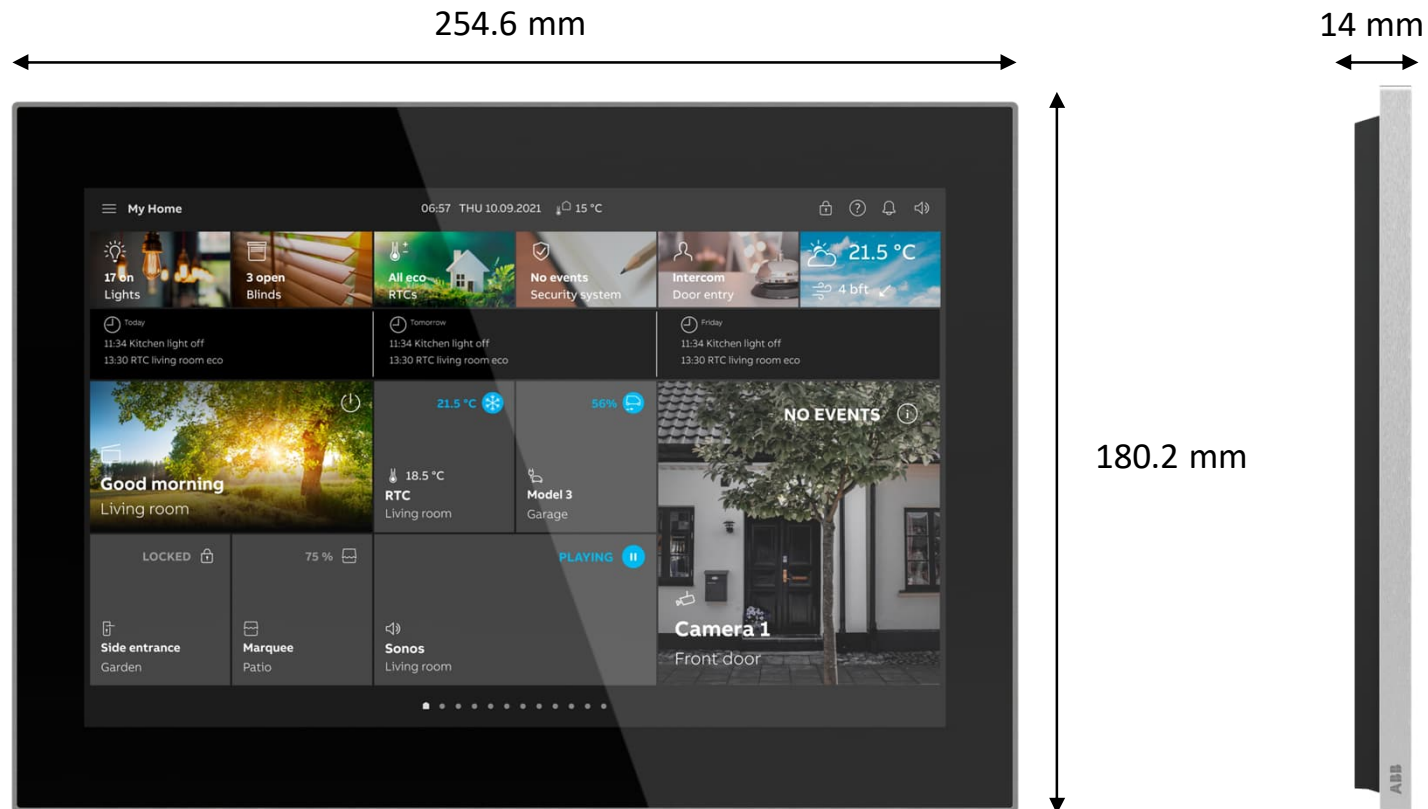 254.6 mm
14 mm
My Home
06:57 THU 10.09.2021 15 °C
17 on
Lights
3 open
Blinds
All eco
RTCs
No events
Security system
Intercom
Door entry
21.5 °C
4 bft
Today
11:34 Kitchen light off
13:30 RTC living room eco
Tomorrow
11:34 Kitchen light off
13:30 RTC living room eco
Friday
11:34 Kitchen light off
13:30 RTC living room eco
Good morning
Living room
21.5 °C
18.5 °C
RTC
Living room
56%
Model 3
Garage
NO EVENTS
Camera 1
Front door
LOCKED
Side entrance
Garden
75 %
Marquee
Patio
PLAYING
Sonos
Living room
180.2 mm
ABB